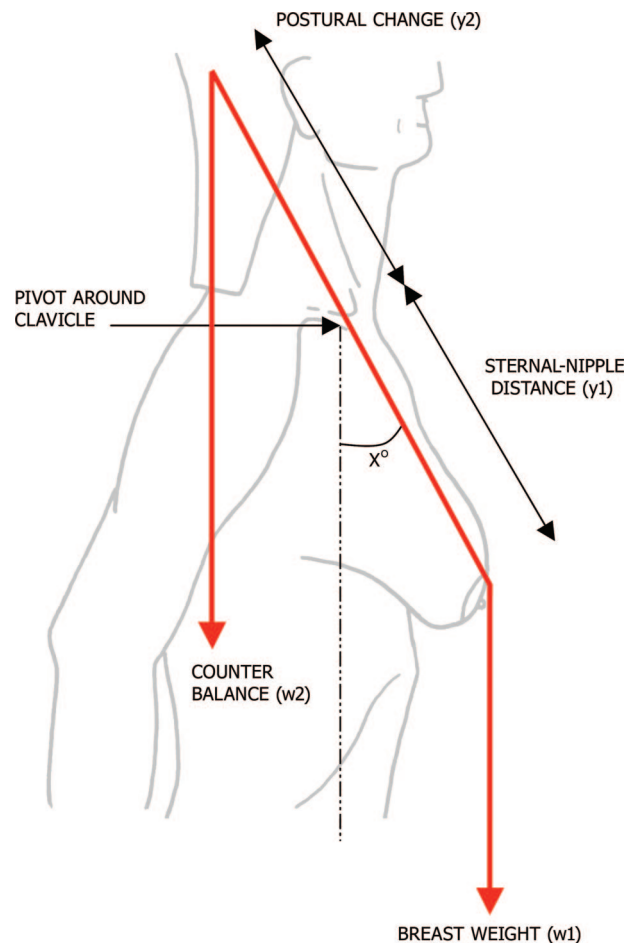 POSTURAL CHANGE (y2)
PIVOT AROUND
CLAVICLE
STERNAL-NIPPLE
DISTANCE (y1)
X°
COUNTER
BALANCE (w2)
BREAST WEIGHT (w1)